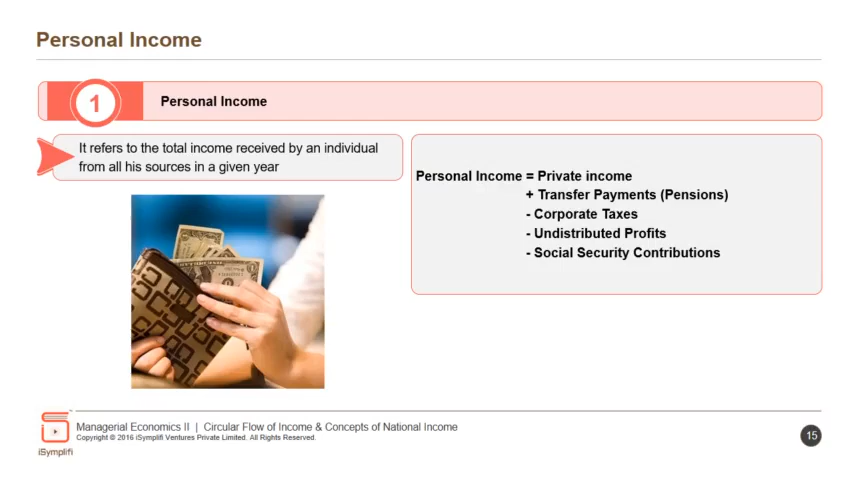 Personal Income
1
Personal Income
It refers to the total income received by an individual
from all his sources in a given year
Personal Income = Private income
+ Transfer Payments (Pensions)
- Corporate Taxes
- Undistributed Profits
- Social Security Contributions
Managerial Economics II | Circular Flow of Income & Concepts of National Income
Copyright © 2016 iSymplifi Ventures Private Limited. All Rights Reserved.
15
iSymplifi